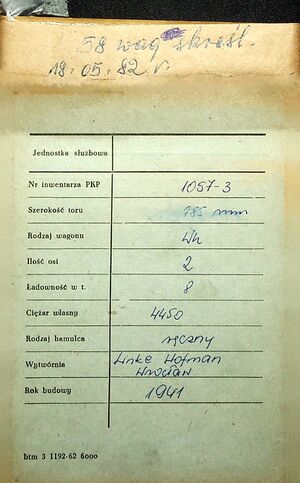 58 wag skreśl.
18.05.82 r.
Jednostka służbowa
Nr inwentarza PKP 1057-3
Szerokość toru 785 mm
Rodzaj wagonu Wh
Ilość osi 2
Ładowność w t. 8
Ciężar własny 4450
Rodzaj hamulca ręczny
Wytwórnia Linke Hofman
Wrocław
Rok budowy 1941
btm 3 1192-62 6000